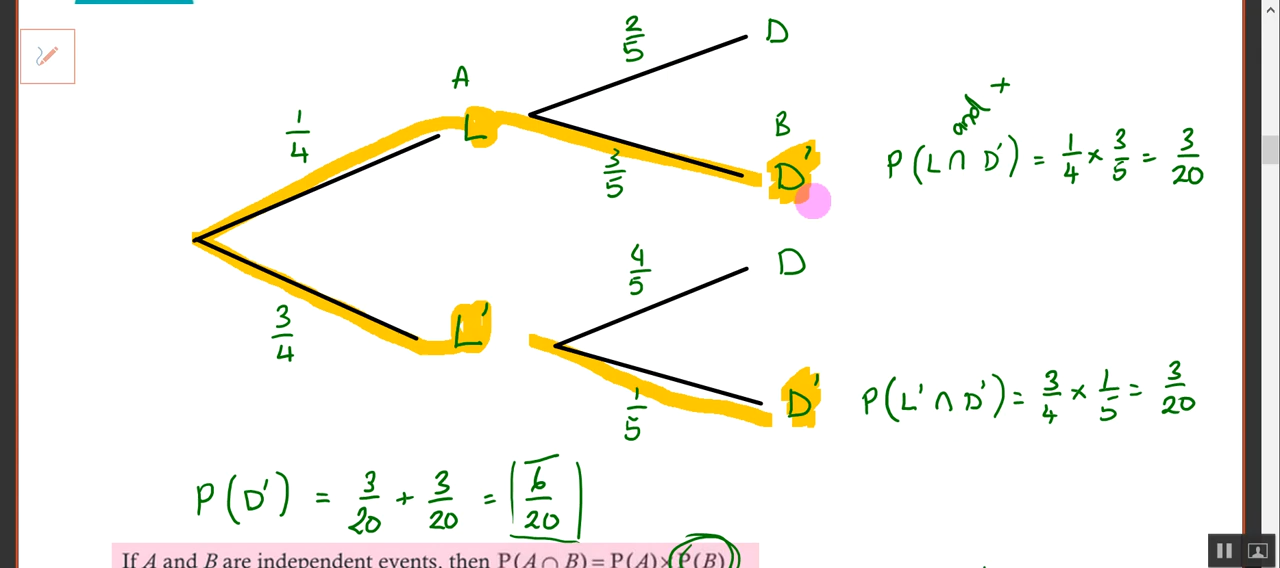 2/5 D
A
1/4 L
B
3/5 D'
and +
P(L ∩ D') = 1/4 × 3/5 = 3/20
4/5 D
3/4 L'
1/5 D'
P(L' ∩ D') = 3/4 × 1/5 = 3/20
P(D') = 3/20 + 3/20 = 6/20
If A and B are independent events, then P(A ∩ B) = P(A) × P(B)